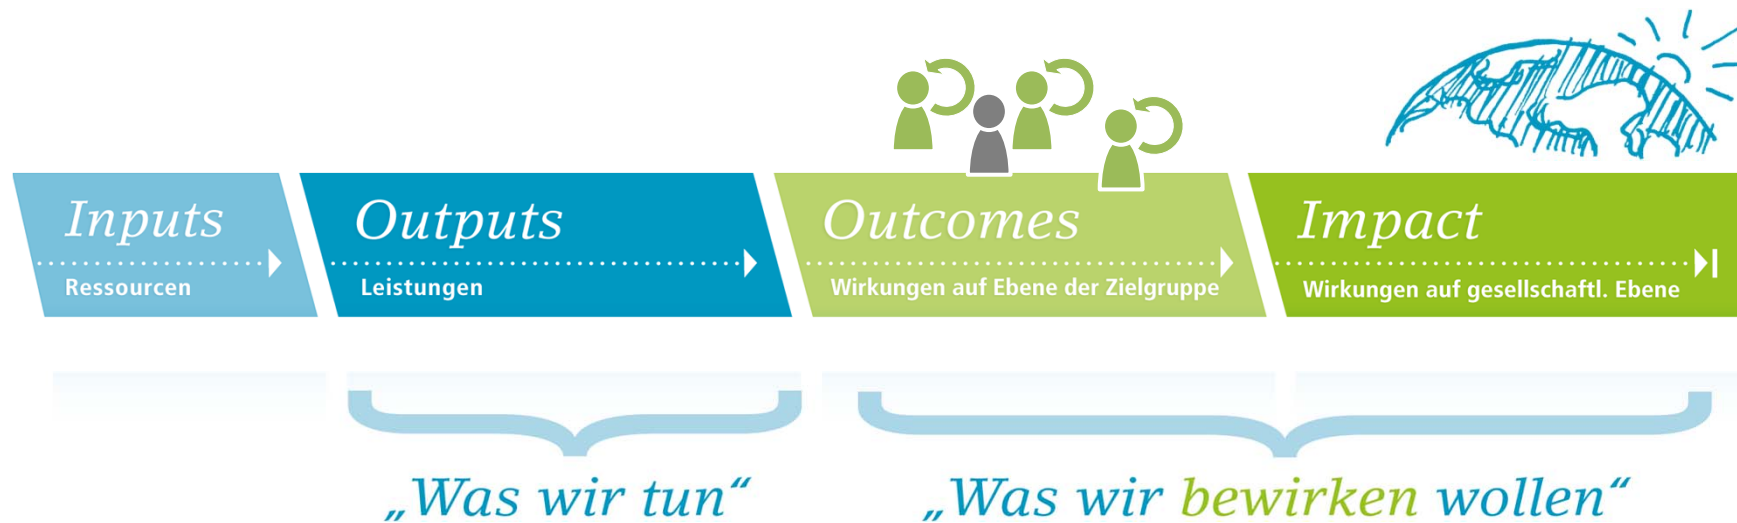 Inputs
Ressourcen
Outputs
Leistungen
Outcomes
Wirkungen auf Ebene der Zielgruppe
Impact
Wirkungen auf gesellschaftl. Ebene
„Was wir tun“
„Was wir bewirken wollen“